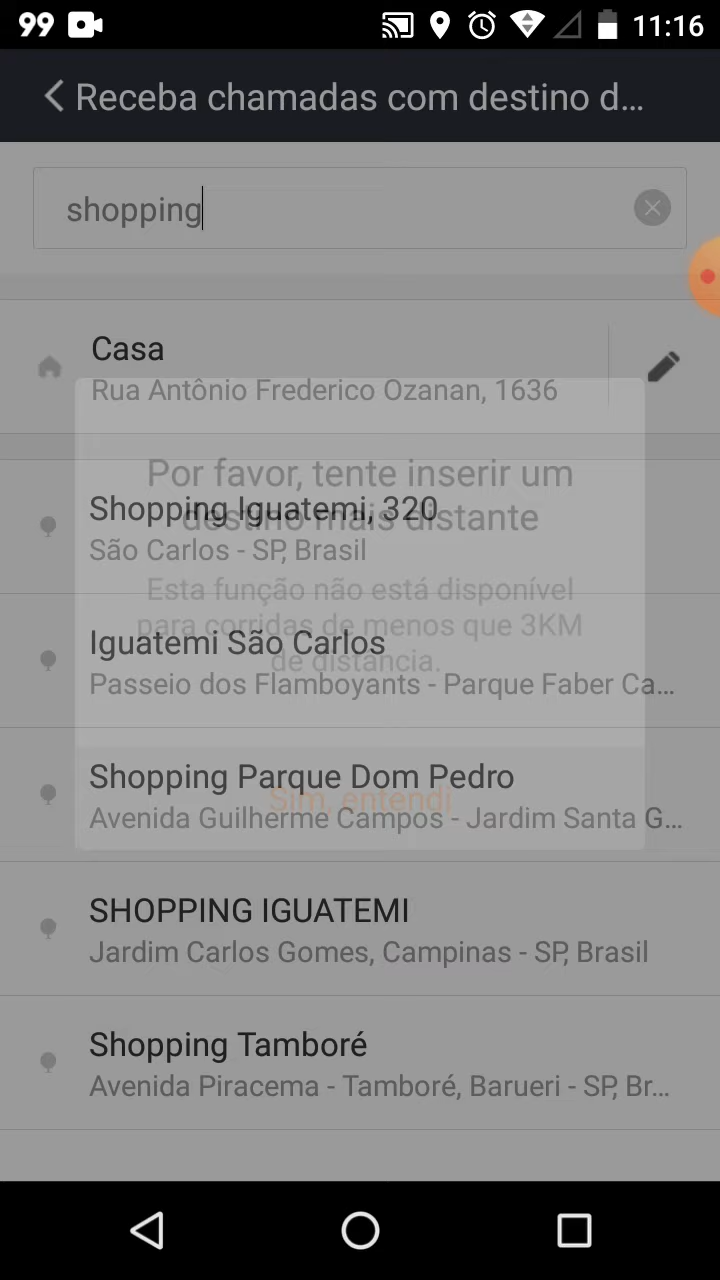 99 11:16
Receba chamadas com destino d...
shopping
Casa
Rua Antônio Frederico Ozanan, 1636
Por favor, tente inserir um
destino mais distante
Shopping Iguatemi, 320
São Carlos - SP, Brasil
Esta função não está disponível
para corridas de menos que 3KM
de distância.
Iguatemi São Carlos
Passeio dos Flamboyants - Parque Faber Ca...
Shopping Parque Dom Pedro
Sim, entendi
Avenida Guilherme Campos - Jardim Santa G...
SHOPPING IGUATEMI
Jardim Carlos Gomes, Campinas - SP, Brasil
Shopping Tamboré
Avenida Piracema - Tamboré, Barueri - SP, Br...